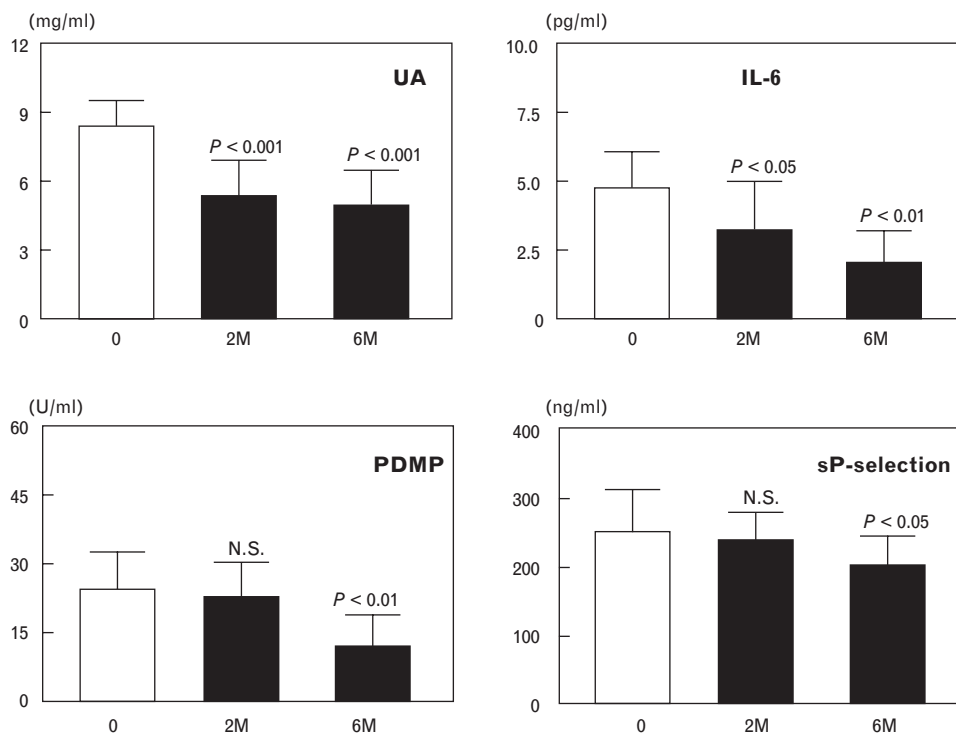 (mg/ml)
12
UA
9
P < 0.001
P < 0.001
6
3
0
0 2M 6M
(pg/ml)
10.0
IL-6
7.5
P < 0.05
5.0
P < 0.01
2.5
0
0 2M 6M
(U/ml)
60
PDMP
45
N.S.
30
P < 0.01
15
0
0 2M 6M
(ng/ml)
400
sP-selection
N.S.
300
P < 0.05
200
100
0
0 2M 6M